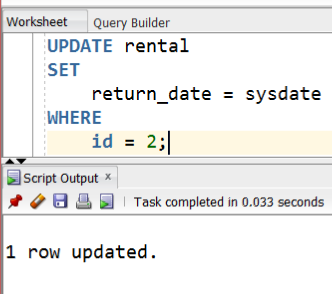 Worksheet Query Builder
UPDATE rental
SET
return_date = sysdate
WHERE
id = 2;
Script Output x
Task completed in 0.033 seconds
1 row updated.